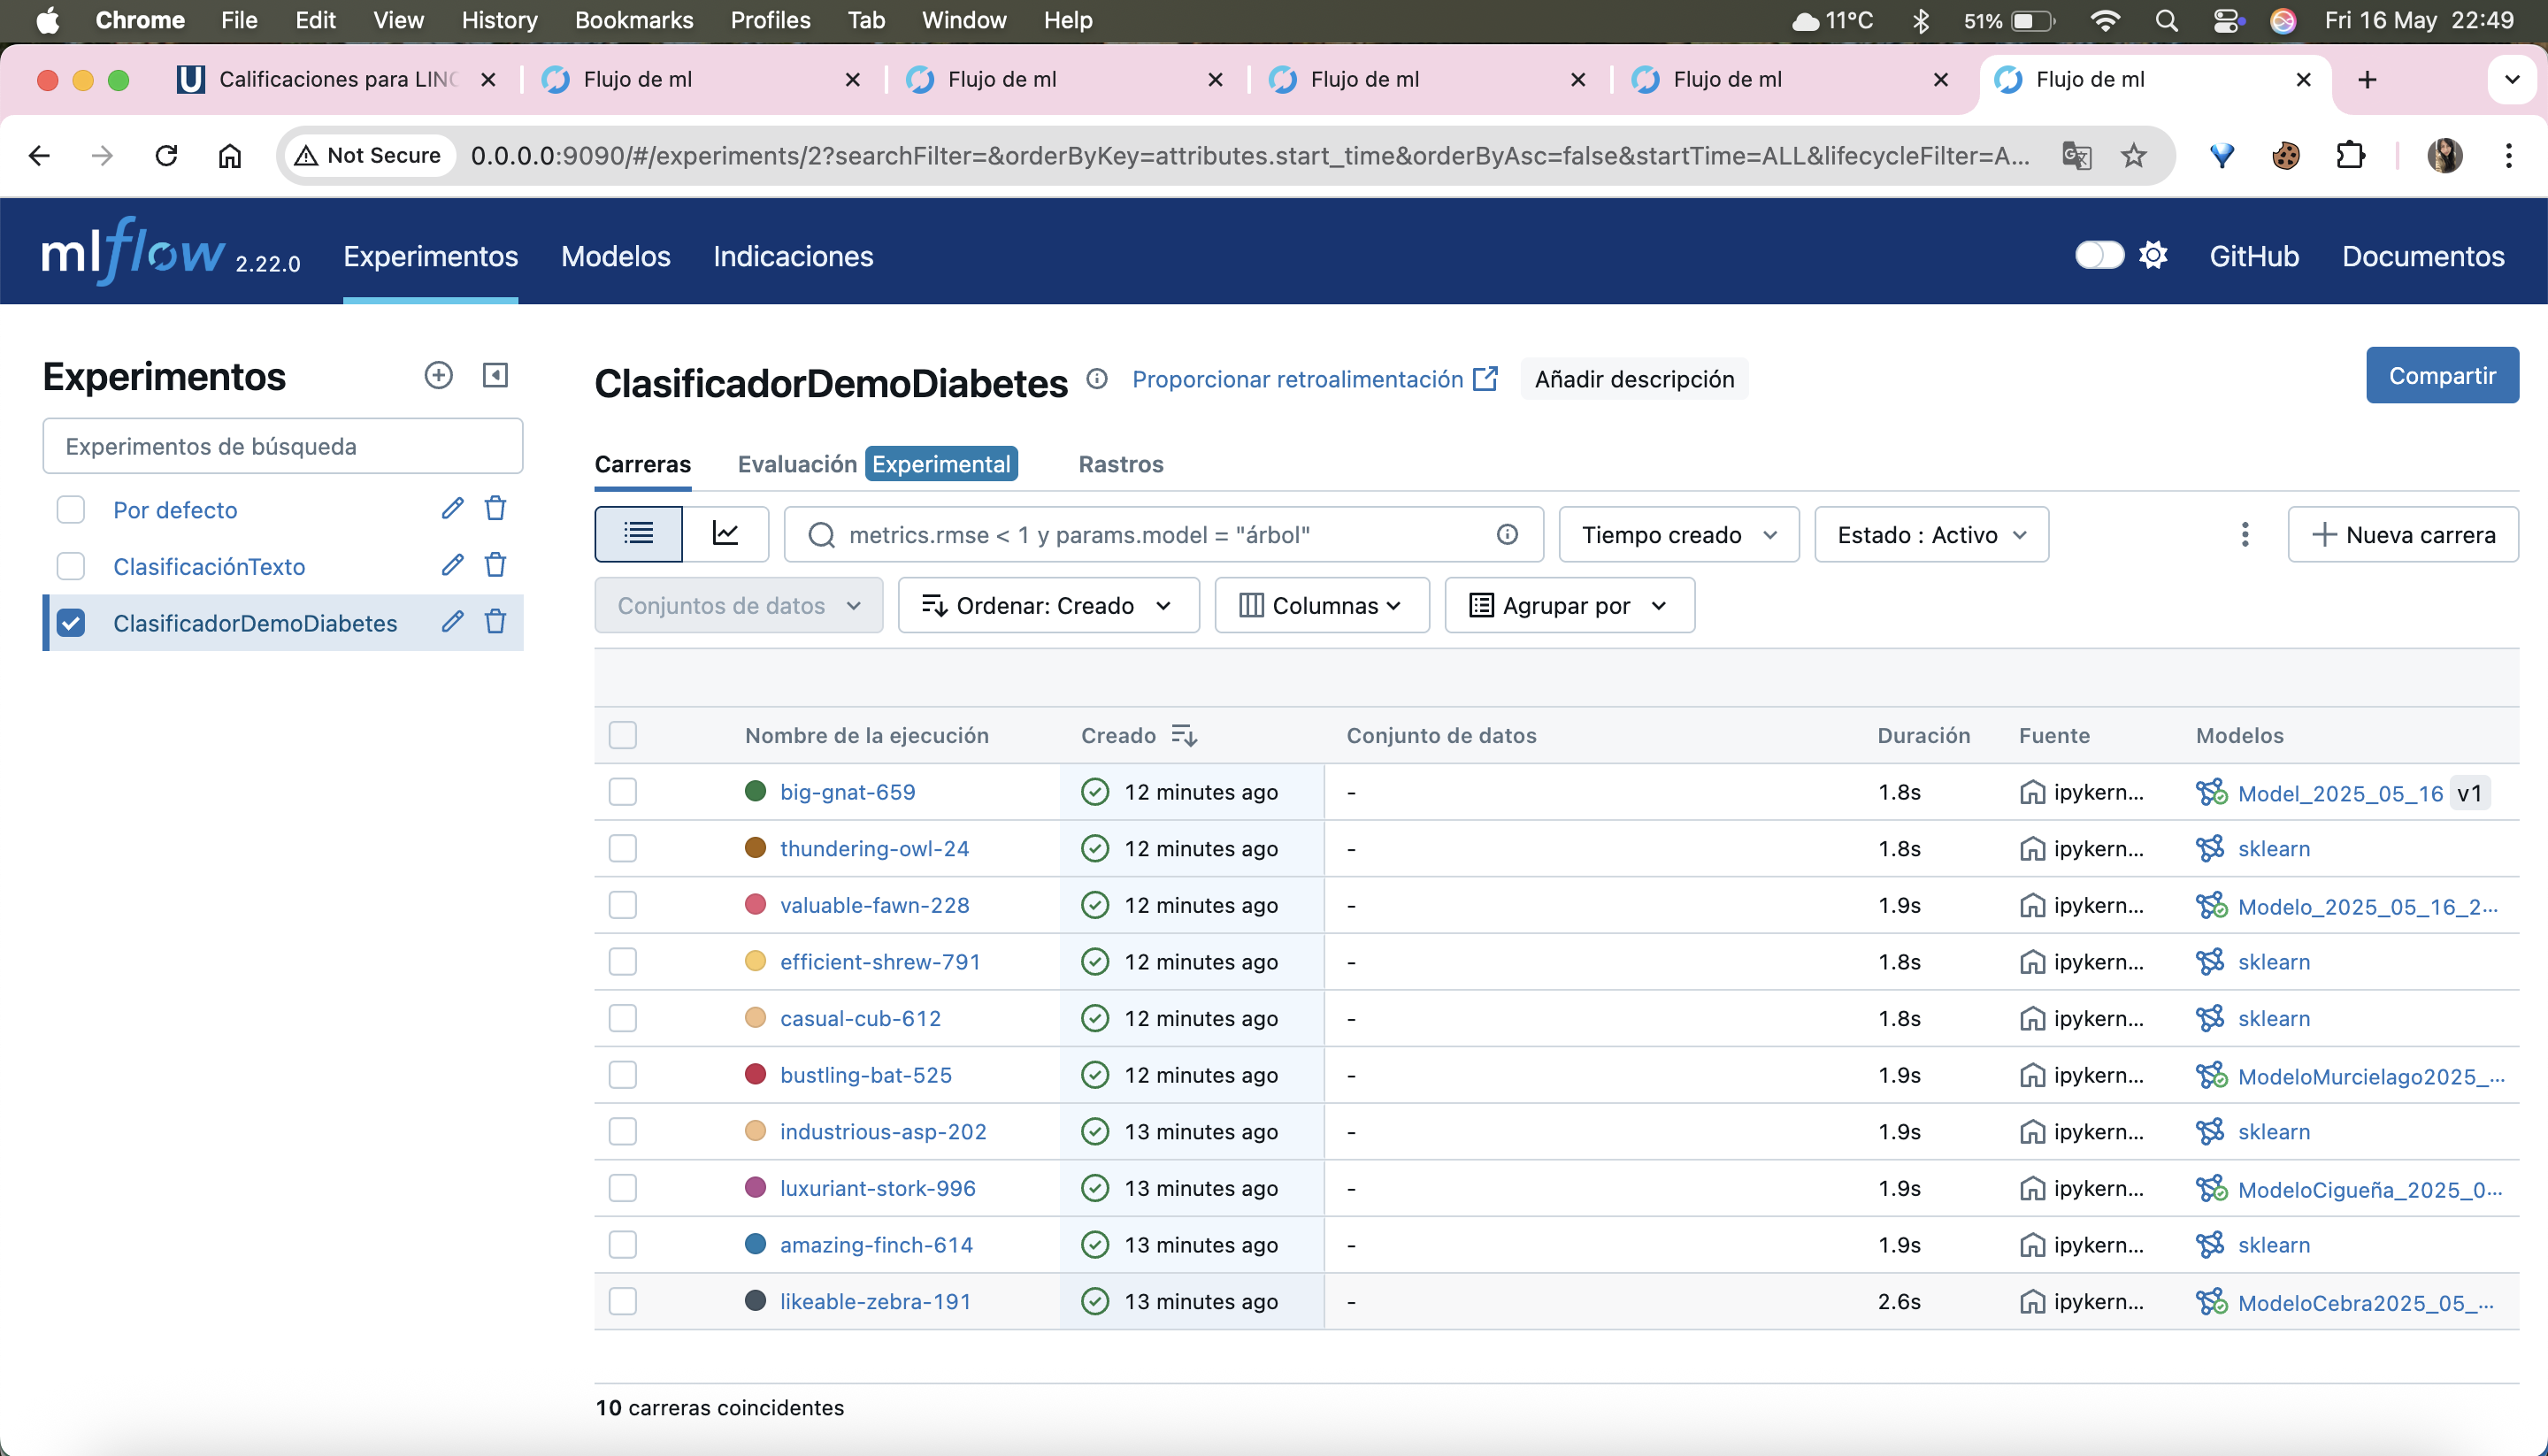 Chrome File Edit View History Bookmarks Profiles Tab Window Help 11°C 51% Fri 16 May 22:49
Calificaciones para LINC Flujo de ml Flujo de ml Flujo de ml Flujo de ml Flujo de ml
Not Secure 0.0.0.0:9090/#/experiments/2?searchFilter=&orderByKey=attributes.start_time&orderByAsc=false&startTime=ALL&lifecycleFilter=A...
mlflow 2.22.0 Experimentos Modelos Indicaciones GitHub Documentos
Experimentos
Experimentos de búsqueda
Por defecto
ClasificaciónTexto
ClasificadorDemoDiabetes
ClasificadorDemoDiabetes Proporcionar retroalimentación Añadir descripción Compartir
Carreras Evaluación Experimental Rastros
metrics.rmse < 1 y params.model = "árbol" Tiempo creado Estado : Activo Nueva carrera
Conjuntos de datos Ordenar: Creado Columnas Agrupar por
Nombre de la ejecución Creado Conjunto de datos Duración Fuente Modelos
big-gnat-659 12 minutes ago - 1.8s ipykern... Model_2025_05_16 v1
thundering-owl-24 12 minutes ago - 1.8s ipykern... sklearn
valuable-fawn-228 12 minutes ago - 1.9s ipykern... Modelo_2025_05_16_2...
efficient-shrew-791 12 minutes ago - 1.8s ipykern... sklearn
casual-cub-612 12 minutes ago - 1.8s ipykern... sklearn
bustling-bat-525 12 minutes ago - 1.9s ipykern... ModeloMurcielago2025_...
industrious-asp-202 13 minutes ago - 1.9s ipykern... sklearn
luxuriant-stork-996 13 minutes ago - 1.9s ipykern... ModeloCigueña_2025_0...
amazing-finch-614 13 minutes ago - 1.9s ipykern... sklearn
likeable-zebra-191 13 minutes ago - 2.6s ipykern... ModeloCebra2025_05_...
10 carreras coincidentes